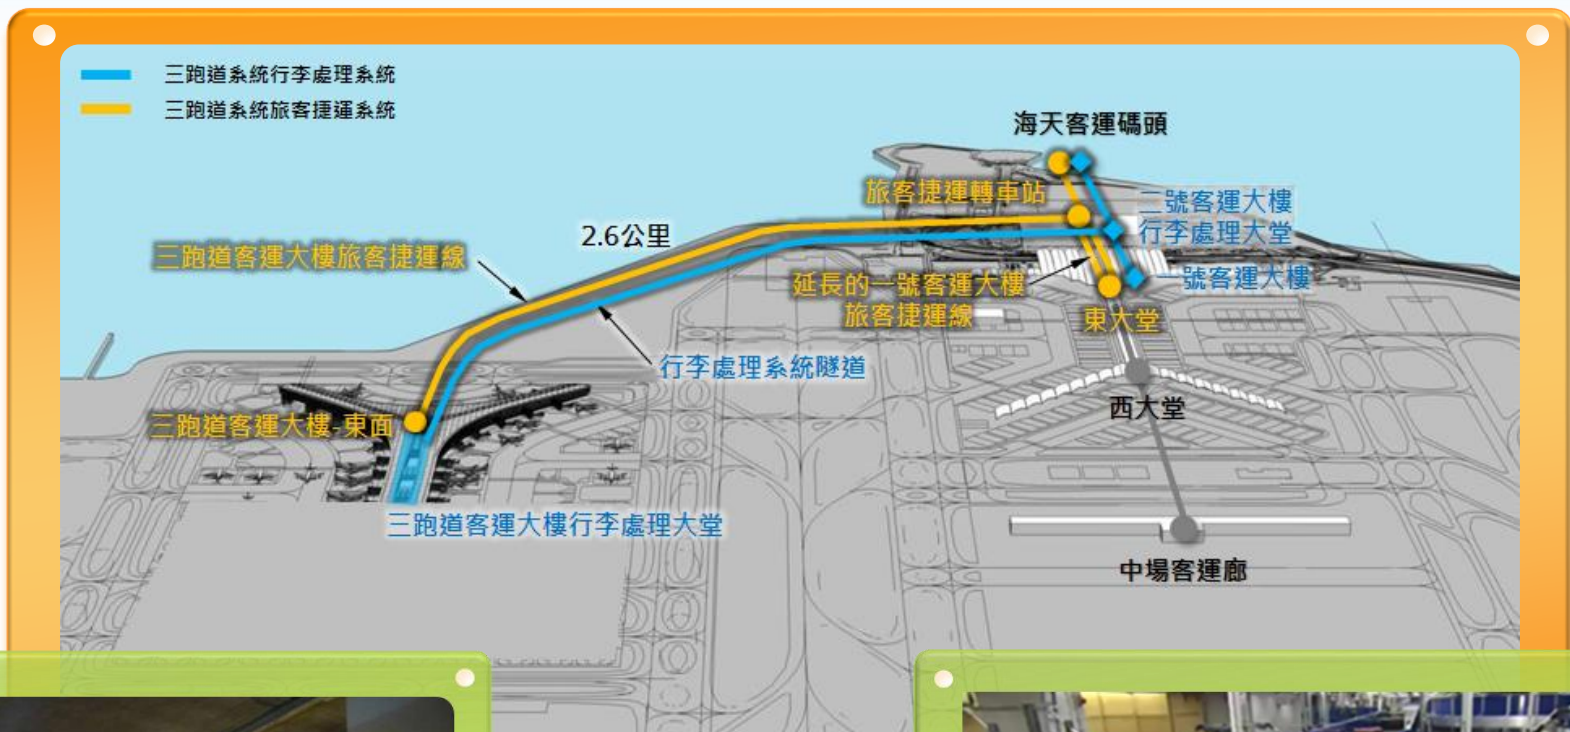 三跑道系統行李處理系統
三跑道系統旅客捷運系統
海天客運碼頭
旅客捷運轉車站
二號客運大樓
行李處理大堂
2.6公里
三跑道客運大樓旅客捷運線
延長的一號客運大樓
旅客捷運線
一號客運大樓
東大堂
行李處理系統隧道
西大堂
三跑道客運大樓-東面
三跑道客運大樓行李處理大堂
中場客運廊